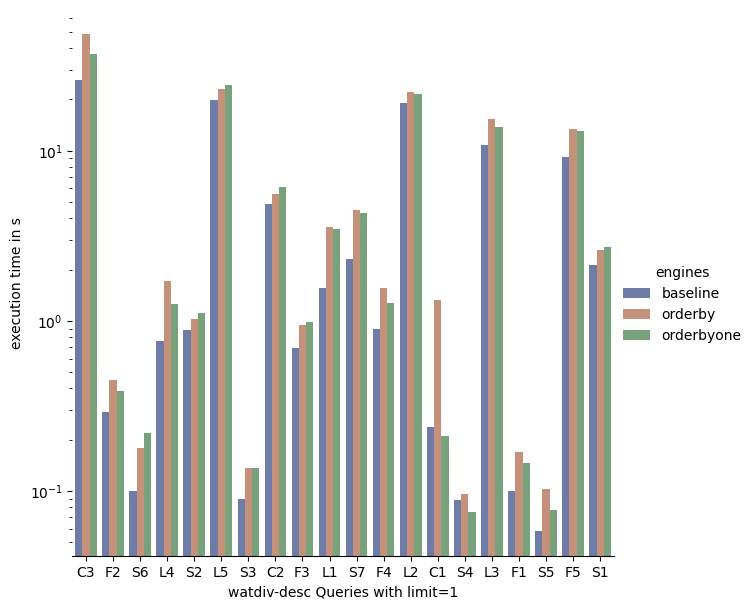 execution time in s
10¹
10⁰
10⁻¹
C3 F2 S6 L4 S2 L5 S3 C2 F3 L1 S7 F4 L2 C1 S4 L3 F1 S5 F5 S1
watdiv-desc Queries with limit=1
engines
baseline
orderby
orderbyone